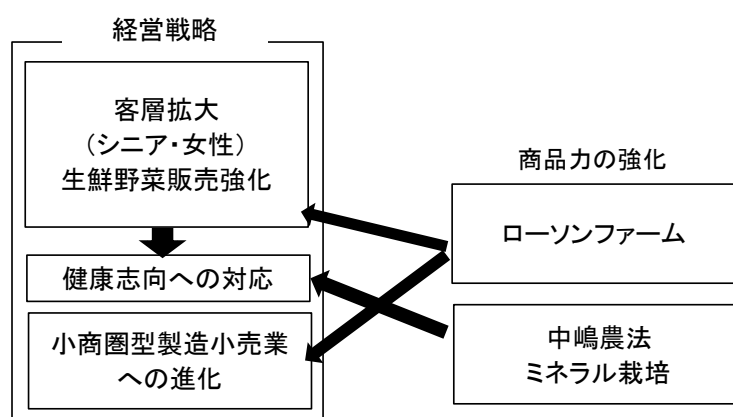 経営戦略
客層拡大
(シニア・女性)
生鮮野菜販売強化
健康志向への対応
小商圏型製造小売業
への進化
商品力の強化
ローソンファーム
中嶋農法
ミネラル栽培